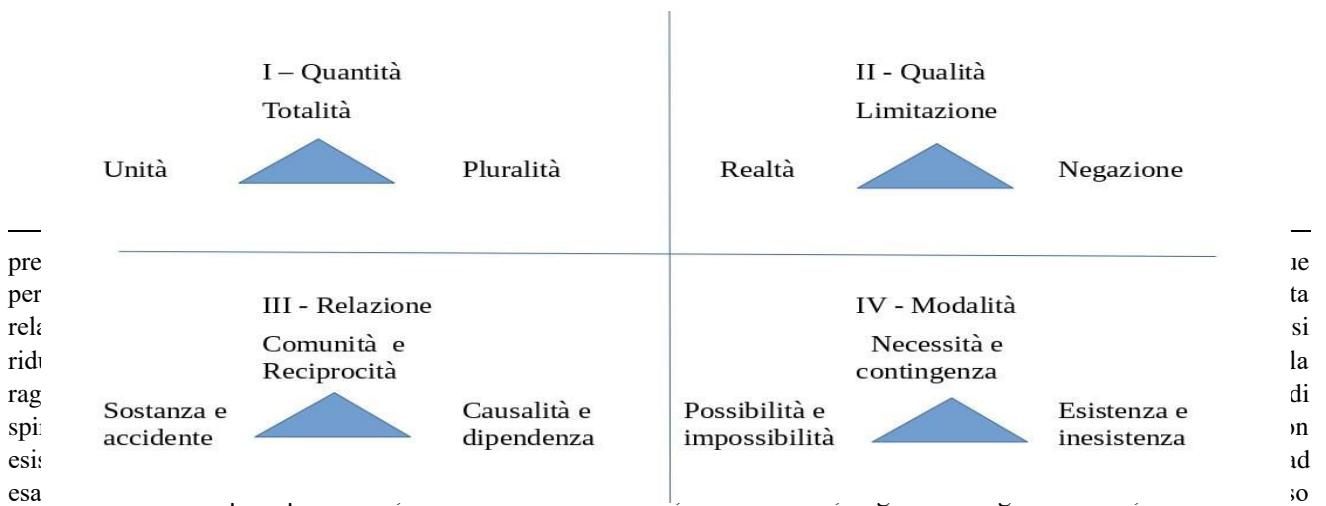 I – Quantità
Totalità
Unità
Pluralità
II - Qualità
Limitazione
Realtà
Negazione
III - Relazione
Comunità e
Reciprocità
Sostanza e
accidente
Causalità e
dipendenza
IV - Modalità
Necessità e
contingenza
Possibilità e
impossibilità
Esistenza e
inesistenza